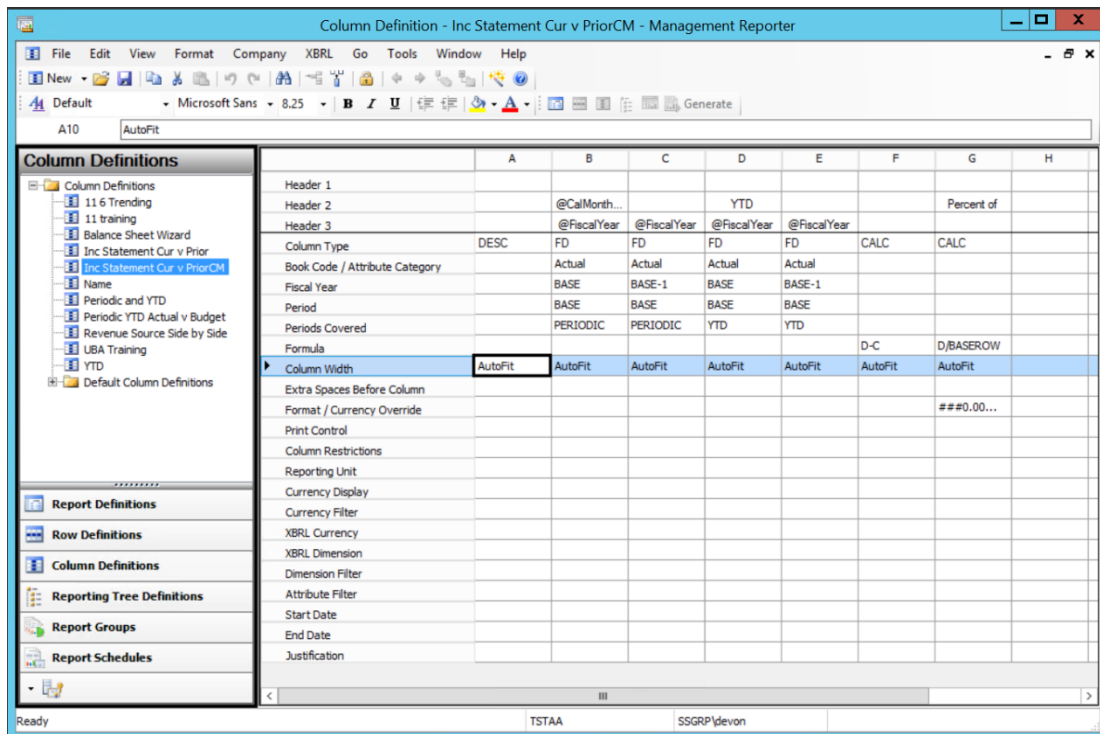 Column Definition - Inc Statement Cur v PriorCM - Management Reporter
File Edit View Format Company XBRL Go Tools Window Help
New
Default Microsoft Sans 8.25 B I U A Generate
A10 AutoFit
Column Definitions
Column Definitions
11 6 Trending
11 training
Balance Sheet Wizard
Inc Statement Cur v Prior
Inc Statement Cur v PriorCM
Name
Periodic and YTD
Periodic YTD Actual v Budget
Revenue Source Side by Side
UBA Training
YTD
Default Column Definitions
Report Definitions
Row Definitions
Column Definitions
Reporting Tree Definitions
Report Groups
Report Schedules
A B C D E F G H
Header 1
Header 2 @CalMonth... YTD Percent of
Header 3 @FiscalYear @FiscalYear @FiscalYear @FiscalYear
Column Type DESC FD FD FD FD CALC CALC
Book Code / Attribute Category Actual Actual Actual Actual
Fiscal Year BASE BASE-1 BASE BASE-1
Period BASE BASE BASE BASE
Periods Covered PERIODIC PERIODIC YTD YTD
Formula D-C D/BASEROW
Column Width AutoFit AutoFit AutoFit AutoFit AutoFit AutoFit AutoFit
Extra Spaces Before Column
Format / Currency Override ###0.00...
Print Control
Column Restrictions
Reporting Unit
Currency Display
Currency Filter
XBRL Currency
XBRL Dimension
Dimension Filter
Attribute Filter
Start Date
End Date
Justification
Ready TSTAA SSGRP\devon